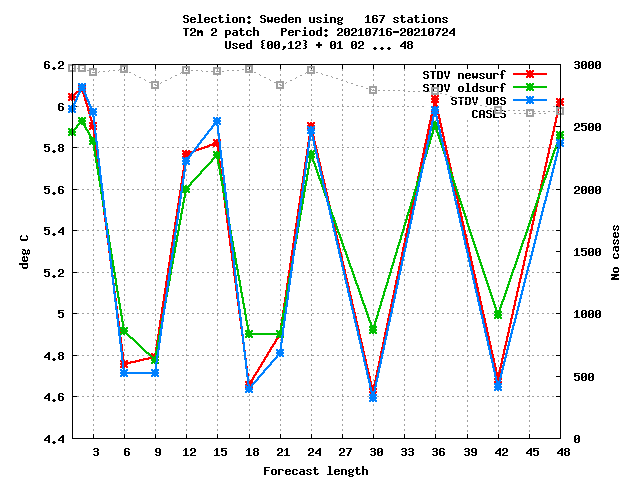 Selection: Sweden using 167 stations
T2m 2 patch Period: 20210716-20210724
Used {00,12} + 01 02 ... 48
6.2
6
5.8
5.6
5.4
5.2
5
4.8
4.6
4.4
deg C
STDV newsurf
STDV oldsurf
STDV OBS
CASES
3000
2500
2000
1500
1000
500
0
No cases
3 6 9 12 15 18 21 24 27 30 33 36 39 42 45 48
Forecast length